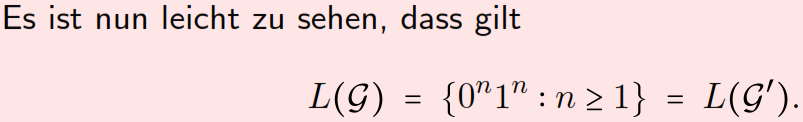 Es ist nun leicht zu sehen, dass gilt
L(𝒢) = {0ⁿ1ⁿ : n ≥ 1} = L(𝒢′).